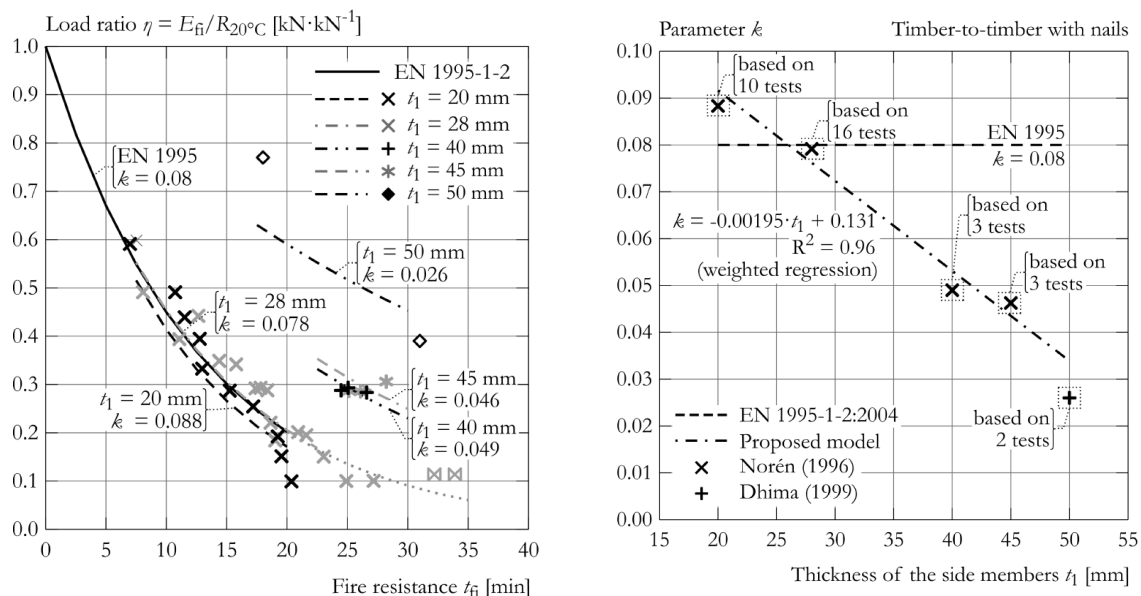 Load ratio η = E_fi/R_20°C [kN·kN⁻¹]
1.0
0.9
0.8
0.7
0.6
0.5
0.4
0.3
0.2
0.1
0.0
0 5 10 15 20 25 30 35 40
Fire resistance t_fi [min]
EN 1995-1-2
t₁ = 20 mm
t₁ = 28 mm
t₁ = 40 mm
t₁ = 45 mm
t₁ = 50 mm
EN 1995
k = 0.08
t₁ = 50 mm
k = 0.026
t₁ = 28 mm
k = 0.078
t₁ = 45 mm
k = 0.046
t₁ = 20 mm
k = 0.088
t₁ = 40 mm
k = 0.049
Parameter k Timber-to-timber with nails
0.10
0.09
0.08
0.07
0.06
0.05
0.04
0.03
0.02
0.01
0.00
15 20 25 30 35 40 45 50 55
Thickness of the side members t₁ [mm]
based on
10 tests
based on
16 tests
EN 1995
k = 0.08
based on
3 tests
k = -0.00195·t₁ + 0.131
R² = 0.96
(weighted regression)
based on
3 tests
based on
2 tests
EN 1995-1-2:2004
Proposed model
Norén (1996)
Dhima (1999)